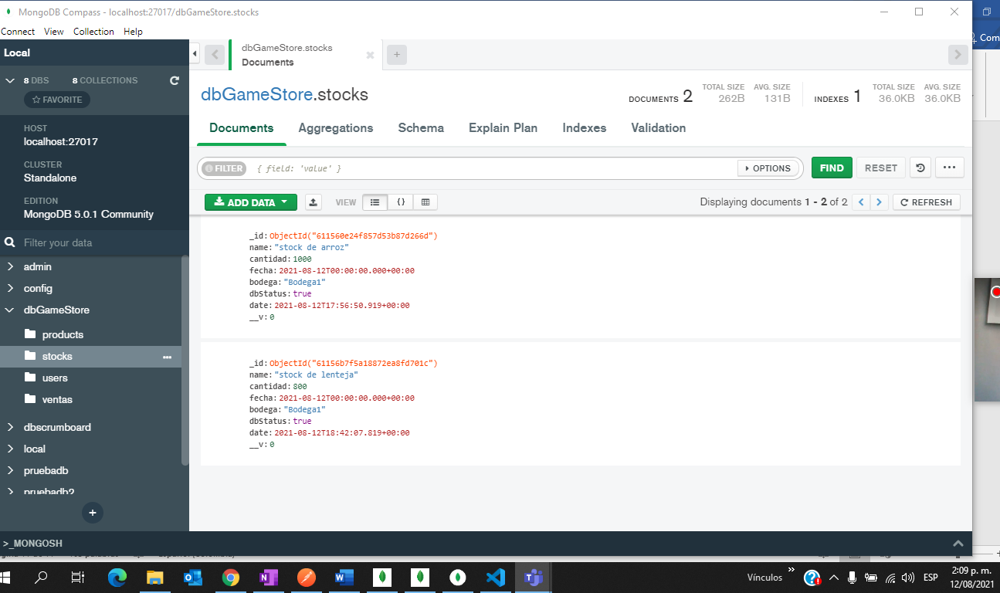 MongoDB Compass - localhost:27017/dbGameStore.stocks
Connect View Collection Help
Com
Local
dbGameStore.stocks
Documents
8 DBS 8 COLLECTIONS
FAVORITE
HOST
localhost:27017
CLUSTER
Standalone
EDITION
MongoDB 5.0.1 Community
Filter your data
admin
config
dbGameStore
products
stocks
users
ventas
dbscrumboard
local
pruebadb
pruebadb2
dbGameStore.stocks
DOCUMENTS 2 TOTAL SIZE 262B AVG. SIZE 131B INDEXES 1 TOTAL SIZE 36.0KB AVG. SIZE 36.0KB
Documents Aggregations Schema Explain Plan Indexes Validation
FILTER { field: 'value' } OPTIONS FIND RESET
ADD DATA VIEW {} Displaying documents 1 - 2 of 2 REFRESH
_id: ObjectId("611560e24f857d53b87d266d")
name: "stock de arroz"
cantidad: 1000
fecha: 2021-08-12T00:00:00.000+00:00
bodega: "Bodega1"
dbStatus: true
date: 2021-08-12T17:56:50.919+00:00
__v: 0
_id: ObjectId("61156b7f5a18872ea8fd701c")
name: "stock de lenteja"
cantidad: 800
fecha: 2021-08-12T00:00:00.000+00:00
bodega: "Bodega1"
dbStatus: true
date: 2021-08-12T18:42:07.819+00:00
__v: 0
>_MONGOSH
Vínculos ESP 2:09 p. m.
12/08/2021